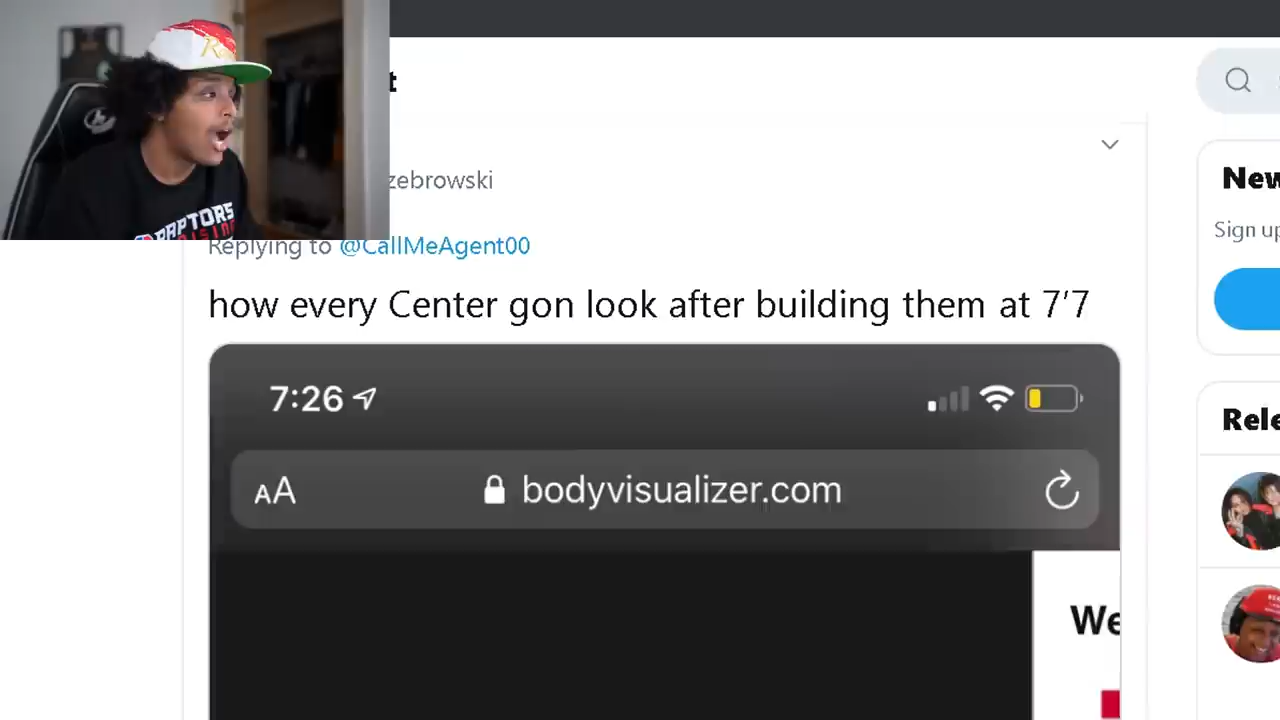 t
zebrowski
Replying to @CallMeAgent00
how every Center gon look after building them at 7'7
7:26
AA bodyvisualizer.com
We
New
Sign up
Rele
RAPTORS